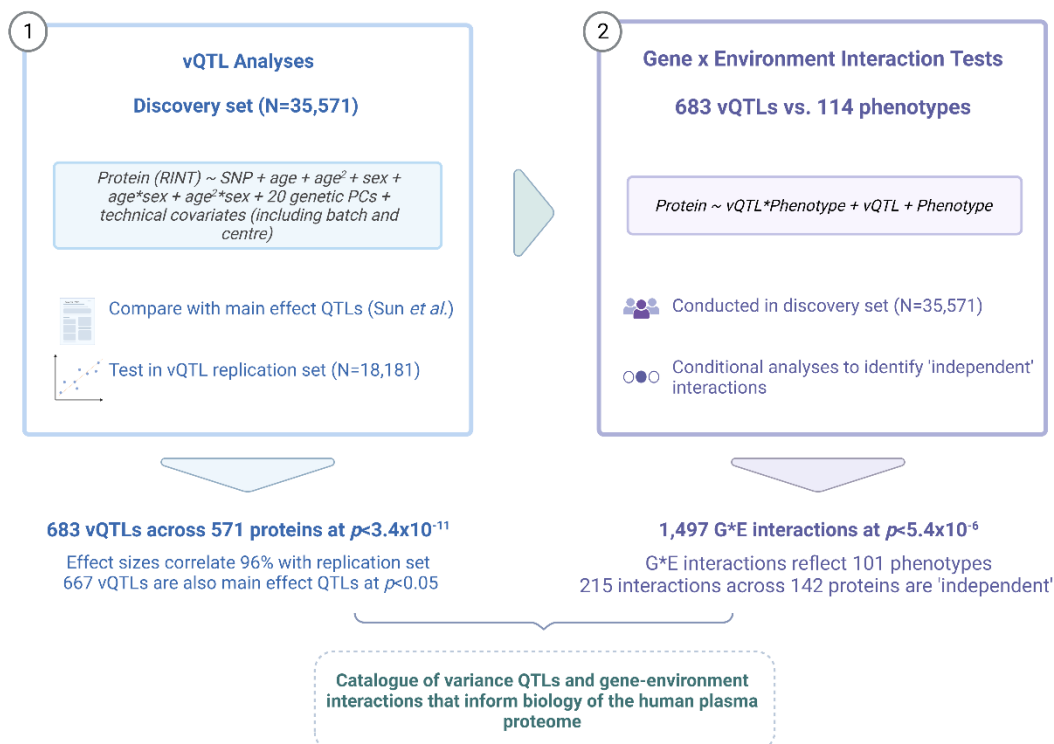 1
vQTL Analyses
Discovery set (N=35,571)
Protein (RINT) ~ SNP + age + age² + sex +
age*sex + age²*sex + 20 genetic PCs +
technical covariates (including batch and
centre)
Compare with main effect QTLs (Sun et al.)
Test in vQTL replication set (N=18,181)
683 vQTLs across 571 proteins at p<3.4x10⁻¹¹
Effect sizes correlate 96% with replication set
667 vQTLs are also main effect QTLs at p<0.05
2
Gene x Environment Interaction Tests
683 vQTLs vs. 114 phenotypes
Protein ~ vQTL*Phenotype + vQTL + Phenotype
Conducted in discovery set (N=35,571)
Conditional analyses to identify 'independent'
interactions
1,497 G*E interactions at p<5.4x10⁻⁶
G*E interactions reflect 101 phenotypes
215 interactions across 142 proteins are 'independent'
Catalogue of variance QTLs and gene-environment
interactions that inform biology of the human plasma
proteome